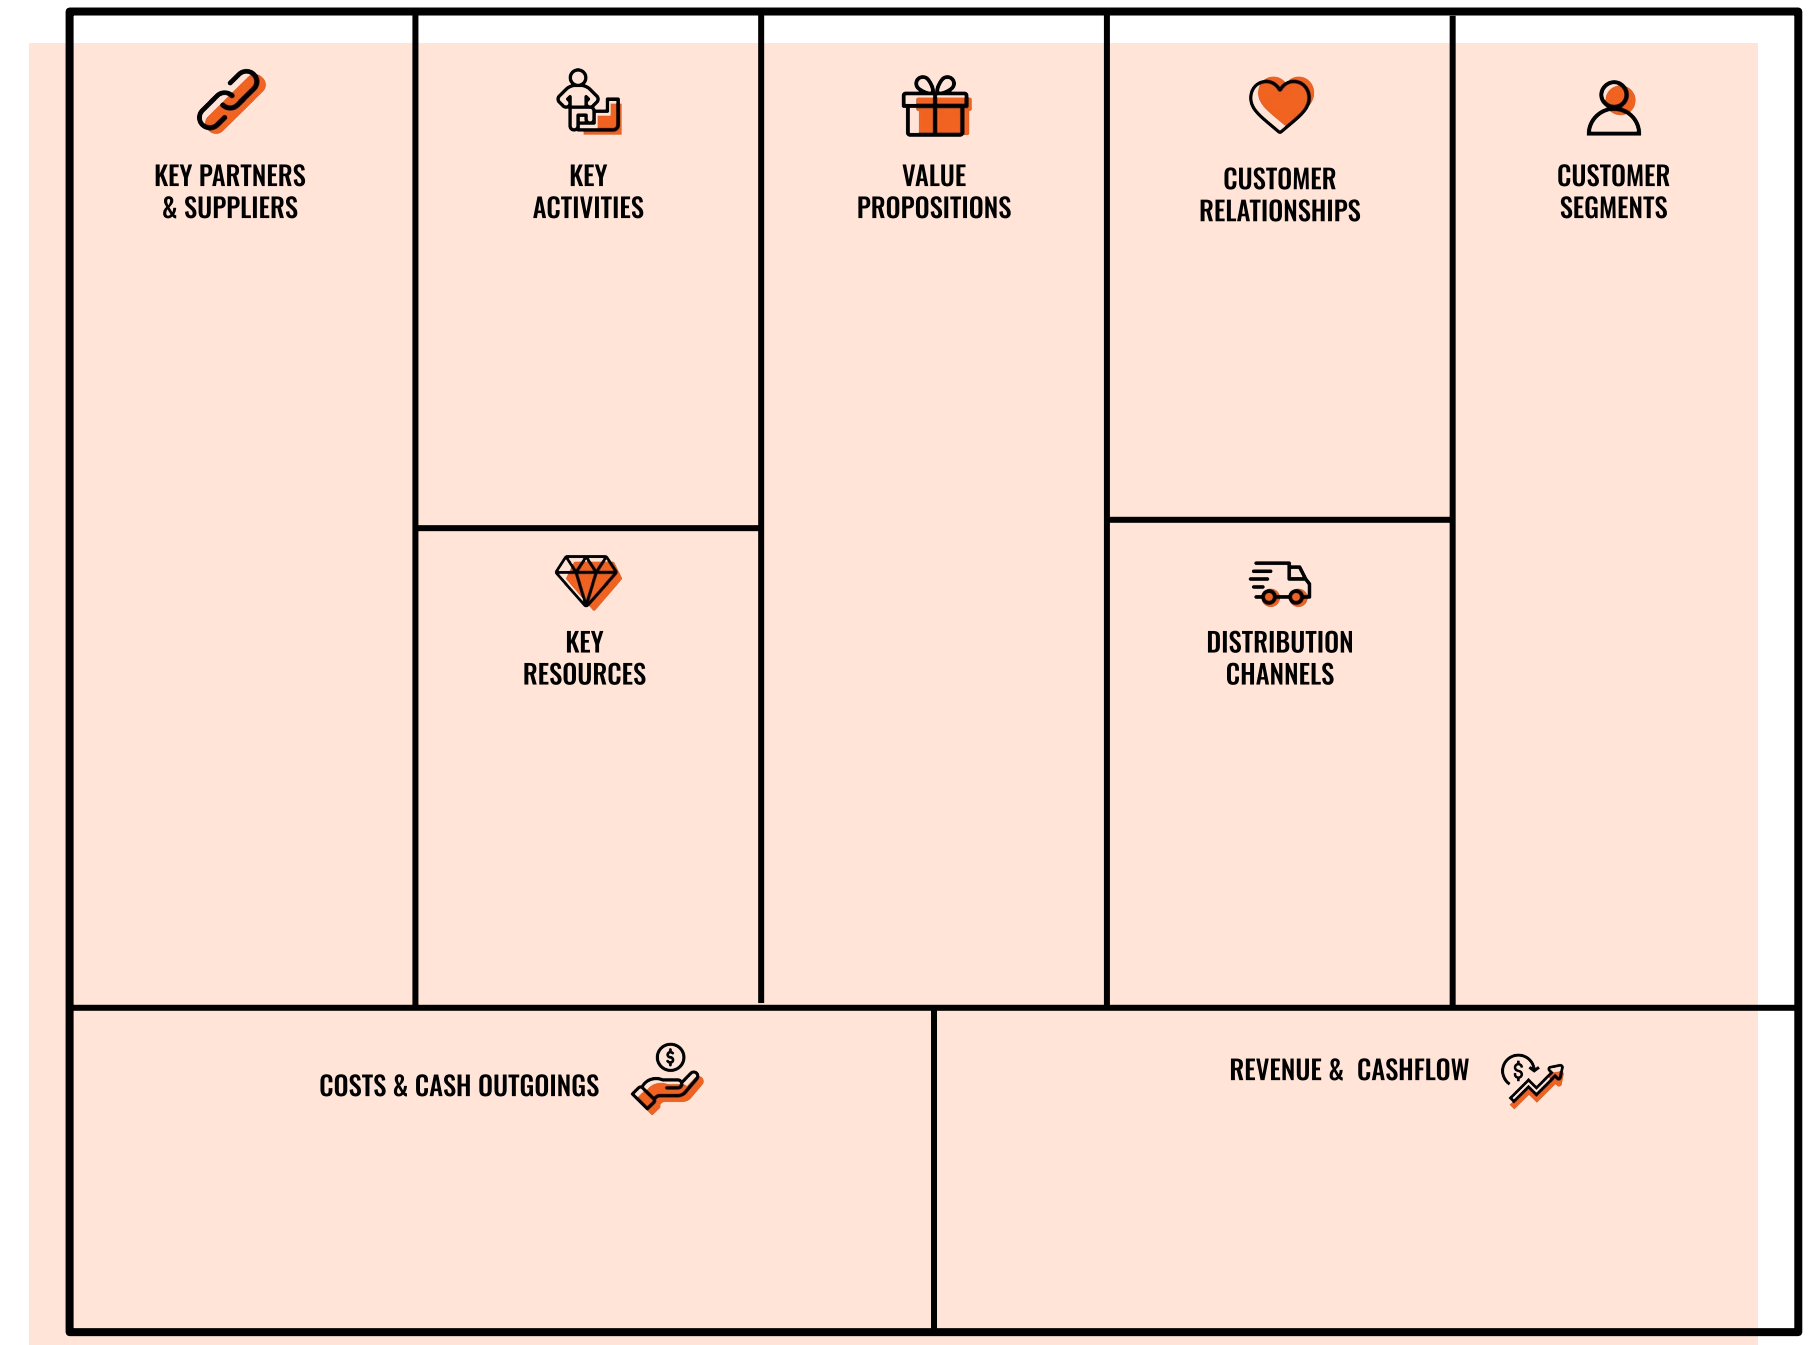 KEY PARTNERS
& SUPPLIERS
KEY
ACTIVITIES
VALUE
PROPOSITIONS
CUSTOMER
RELATIONSHIPS
CUSTOMER
SEGMENTS
KEY
RESOURCES
DISTRIBUTION
CHANNELS
COSTS & CASH OUTGOINGS
$
REVENUE &  CASHFLOW
$